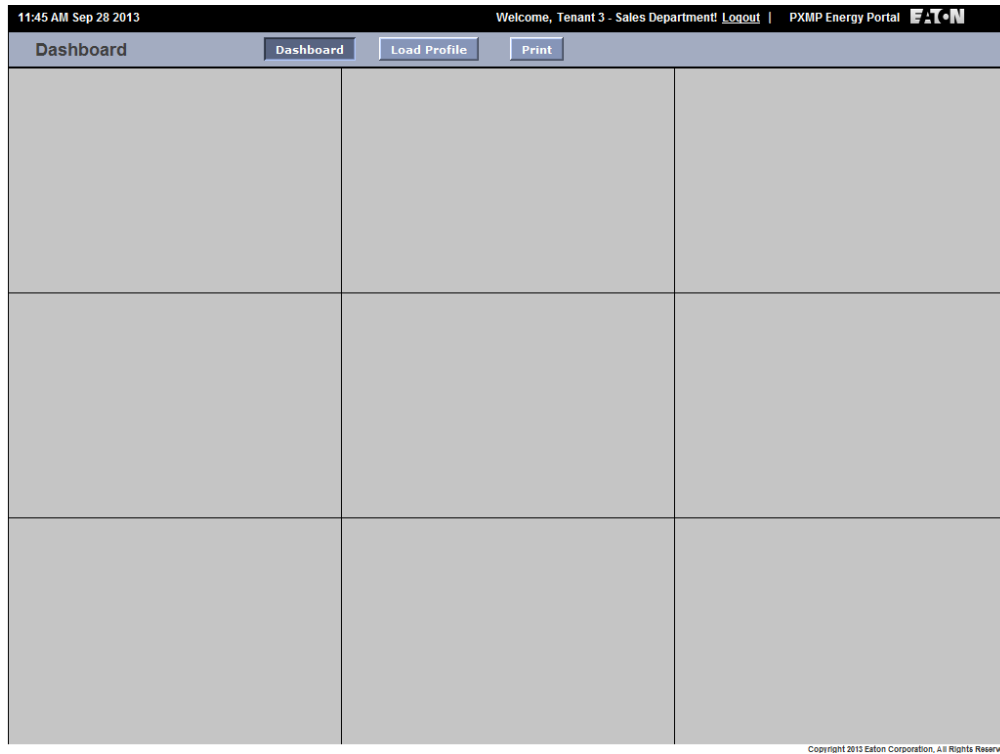 11:45 AM Sep 28 2013 Welcome, Tenant 3 - Sales Department! Logout | PXMP Energy Portal EATON
Dashboard Dashboard Load Profile Print
Copyright 2013 Eaton Corporation, All Rights Reserv